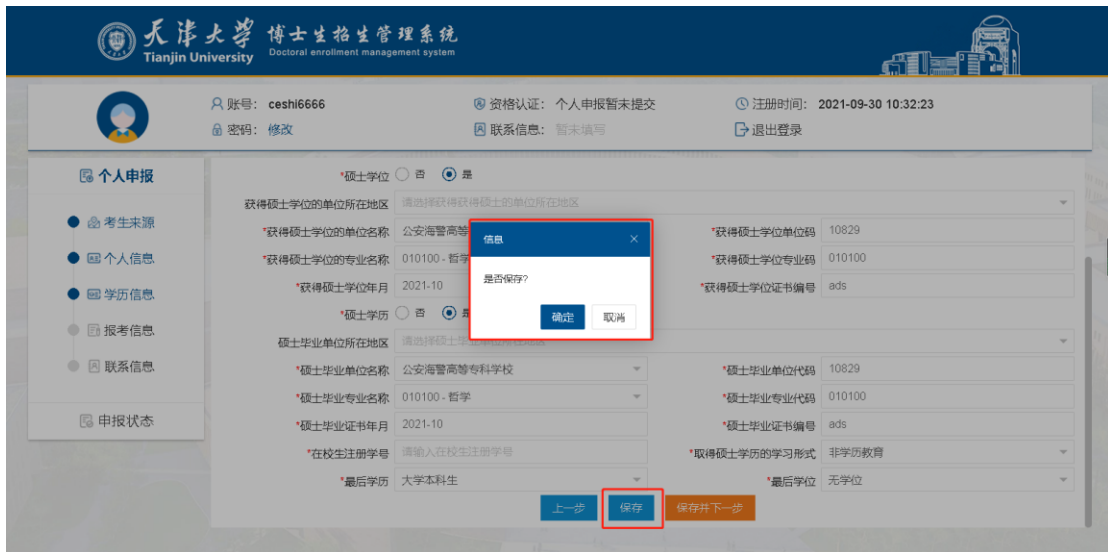 天津大学 博士生招生管理系统
Tianjin University Doctoral enrollment management system
账号: ceshi6666 资格认证: 个人申报暂未提交 注册时间: 2021-09-30 10:32:23
密码: 修改 联系信息: 暂未填写 退出登录
个人申报
考生来源
个人信息
学历信息
报考信息
联系信息
申报状态
*硕士学位 否 是
获得硕士学位的单位所在地区 请选择获得获得硕士的单位所在地区
*获得硕士学位的单位名称 公安海警高等 *获得硕士学位单位码 10829
*获得硕士学位的专业名称 010100 - 哲学 *获得硕士学位专业码 010100
*获得硕士学位年月 2021-10 *获得硕士学位证书编号 ads
*硕士学历 否 是
硕士毕业单位所在地区 请选择硕士毕业单位所在地区
*硕士毕业单位名称 公安海警高等专科学校 *硕士毕业单位代码 10829
*硕士毕业专业名称 010100 - 哲学 *硕士毕业专业代码 010100
*硕士毕业证书年月 2021-10 *硕士毕业证书编号 ads
*在校生注册学号 请输入在校生注册学号 *取得硕士学历的学习形式 非学历教育
*最后学历 大学本科生 *最后学位 无学位
上一步 保存 保存并下一步
信息
是否保存?
确定 取消